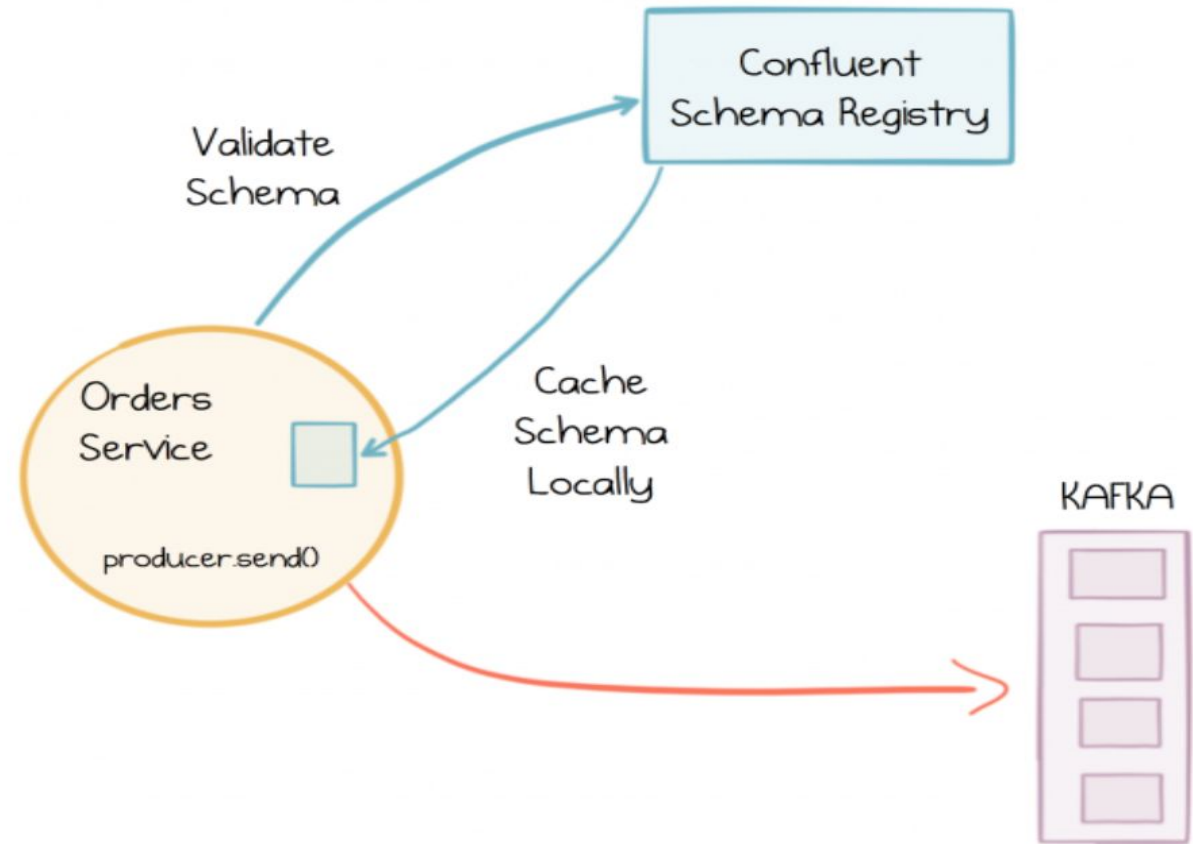 Confluent
Schema Registry
Validate
Schema
Orders
Service
Cache
Schema
Locally
producer.send()
KAFKA